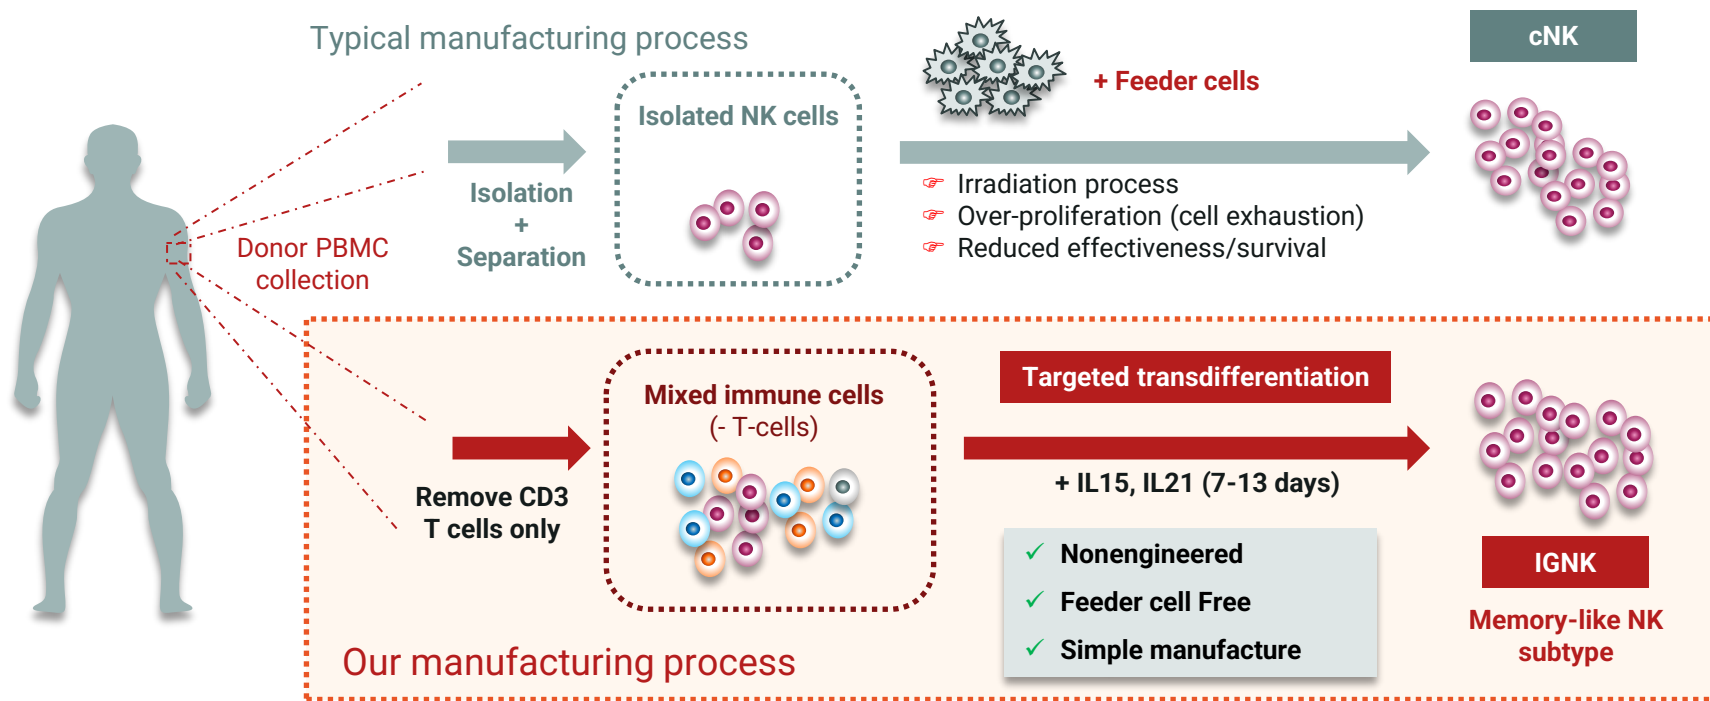 Typical manufacturing process
cNK
+ Feeder cells
Isolated NK cells
Isolation
+
Separation
Irradiation process
Over-proliferation (cell exhaustion)
Reduced effectiveness/survival
Donor PBMC
collection
Targeted transdifferentiation
Mixed immune cells
(- T-cells)
Remove CD3
T cells only
+ IL15, IL21 (7-13 days)
Nonengineered
Feeder cell Free
Simple manufacture
IGNK
Memory-like NK
subtype
Our manufacturing process